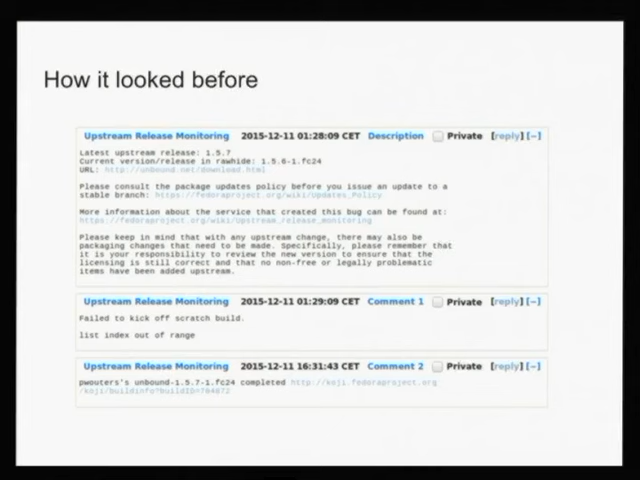 How it looked before
Upstream Release Monitoring 2015-12-11 01:28:09 CET Description Private [reply] [−]
Latest upstream release: 1.5.7
Current version/release in rawhide: 1.5.6-1.fc24
URL: http://unbound.net/download.html
Please consult the package updates policy before you issue an update to a
stable branch: https://fedoraproject.org/wiki/Updates_Policy
More information about the service that created this bug can be found at:
https://fedoraproject.org/wiki/Upstream_release_monitoring
Please keep in mind that with any upstream change, there may also be
packaging changes that need to be made. Specifically, please remember that
it is your responsibility to review the new version to ensure that the
licensing is still correct and that no non-free or legally problematic
items have been added upstream.
Upstream Release Monitoring 2015-12-11 01:29:09 CET Comment 1 Private [reply] [−]
Failed to kick off scratch build.
list index out of range
Upstream Release Monitoring 2015-12-11 16:31:43 CET Comment 2 Private [reply] [−]
pwouters's unbound-1.5.7-1.fc24 completed http://koji.fedoraproject.org